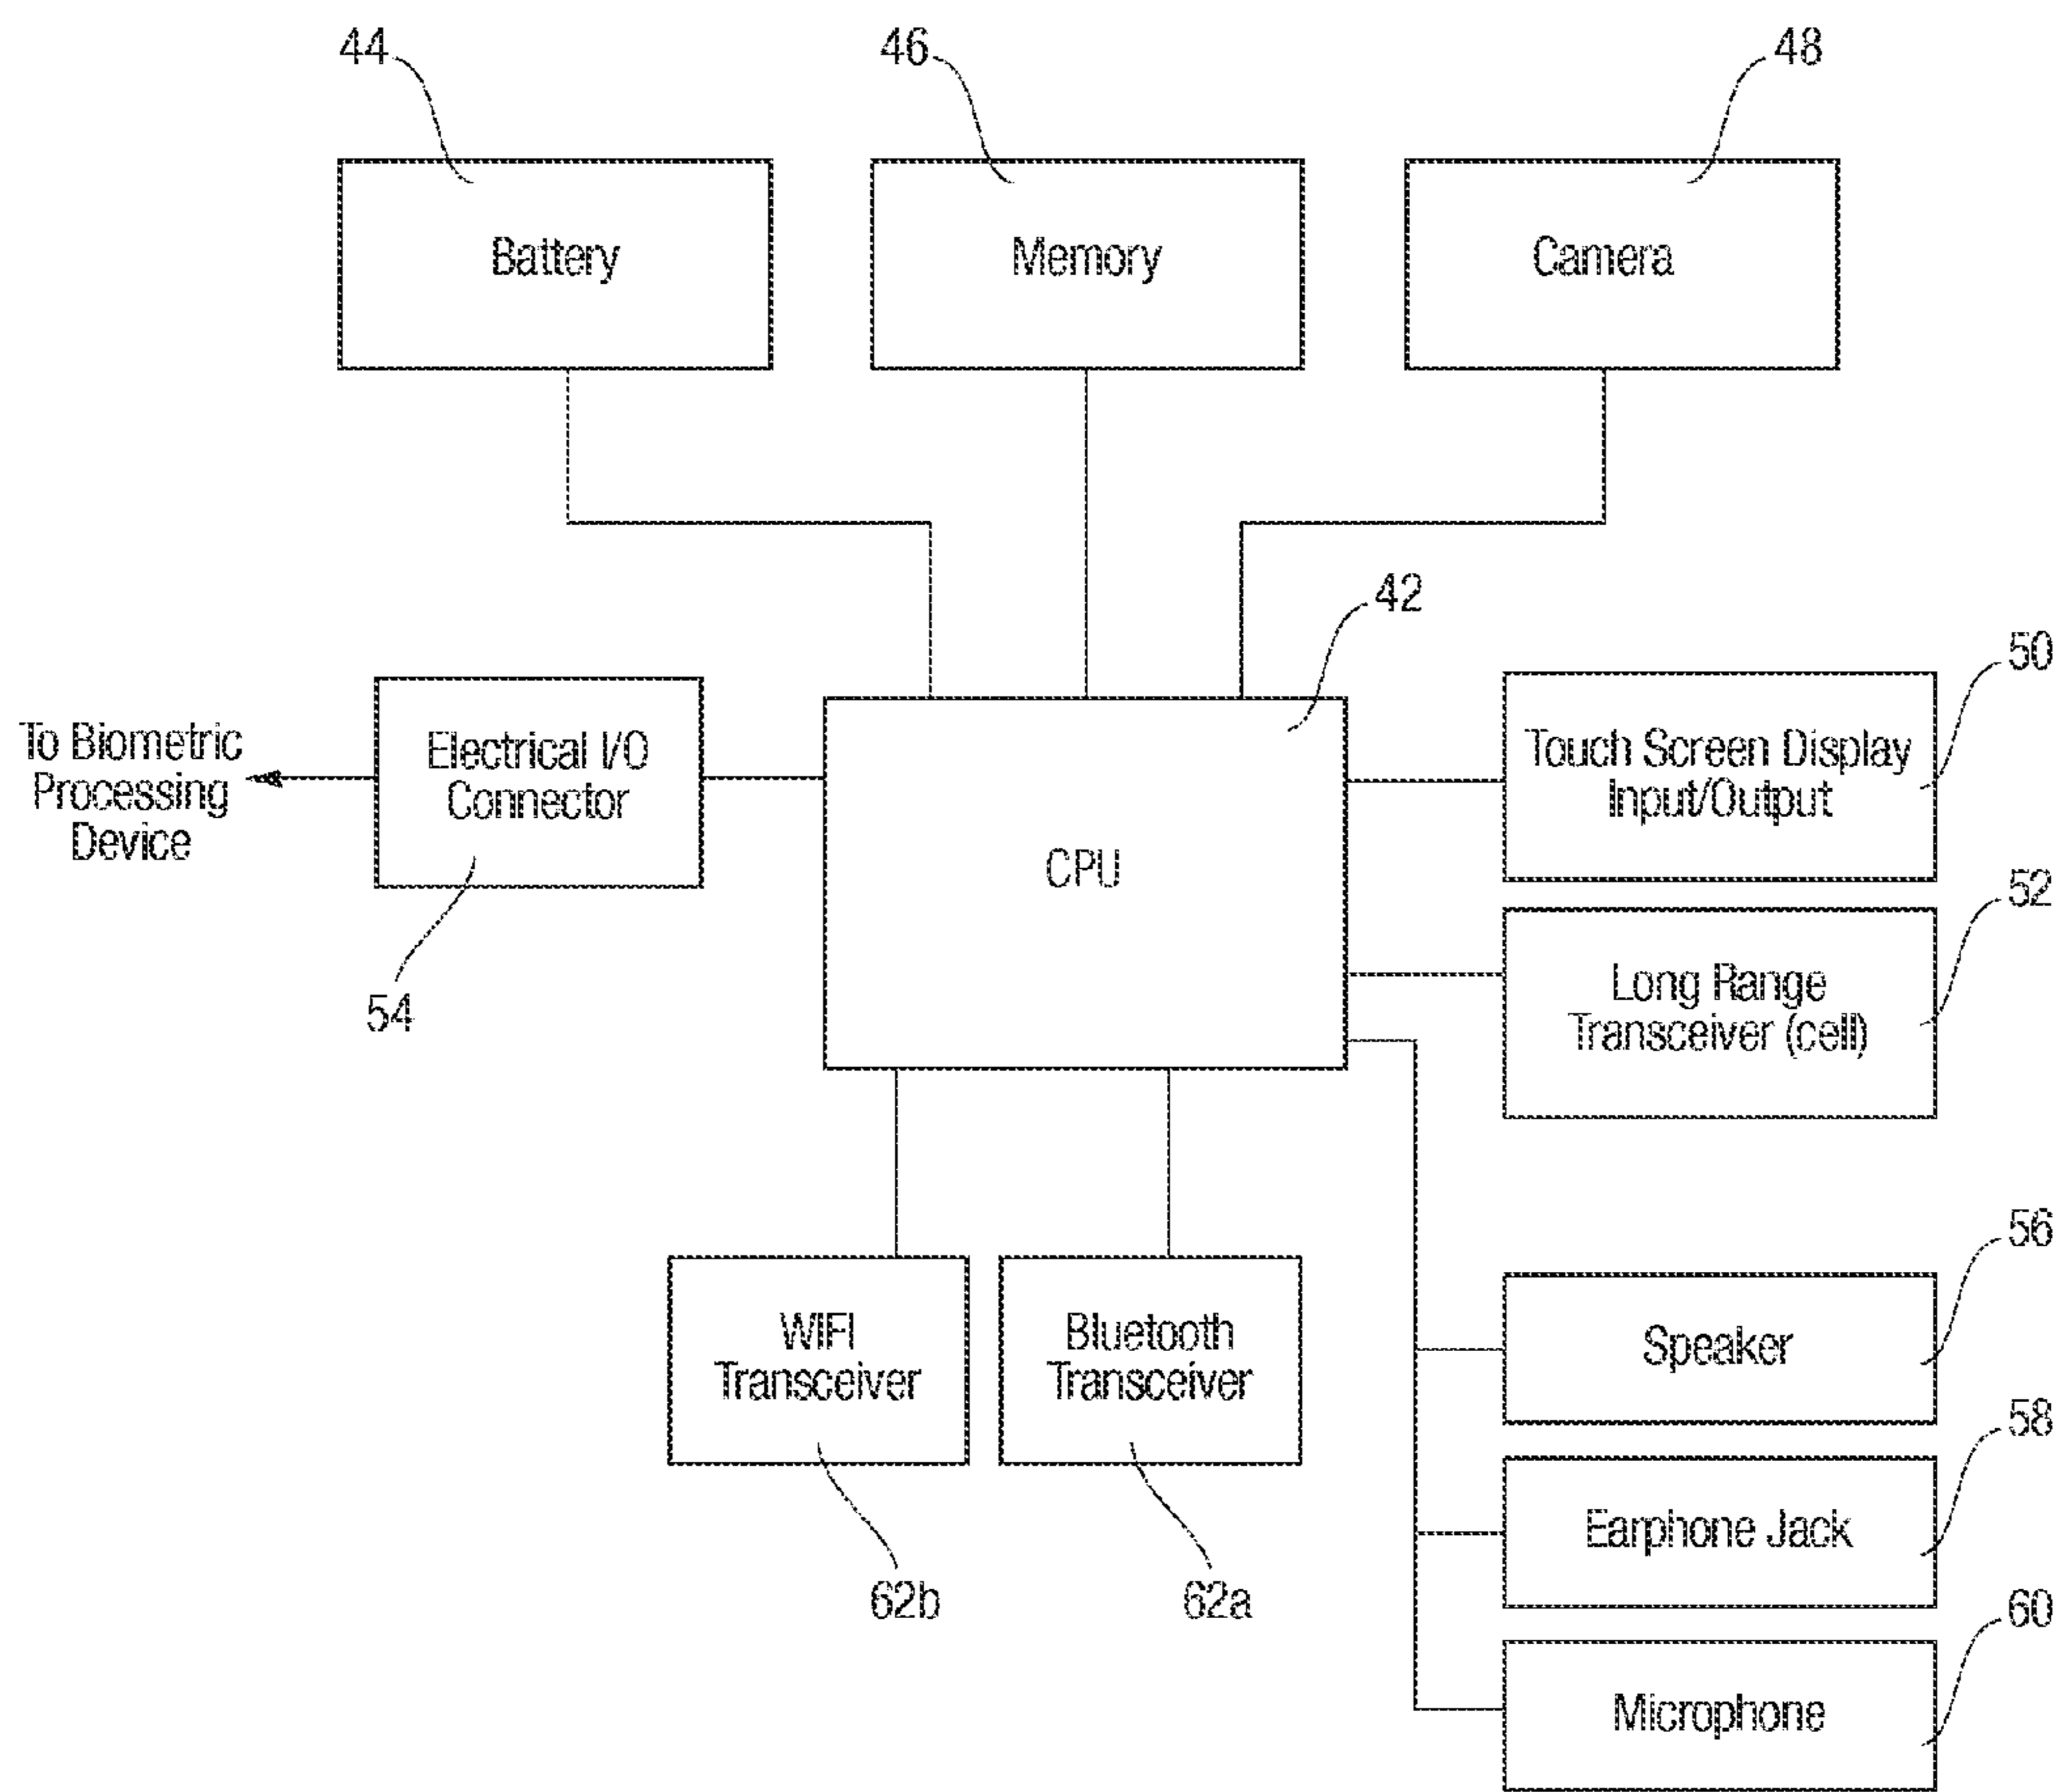 44
46
48
Battery
Memory
Camera
42
50
To Biometric
Processing
Device
Electrical I/O
Connector
Touch Screen Display
Input/Output
CPU
52
54
Long Range
Transceiver (cell)
56
WIFI
Transceiver
Bluetooth
Transceiver
Speaker
58
Earphone Jack
62b
62a
60
Microphone